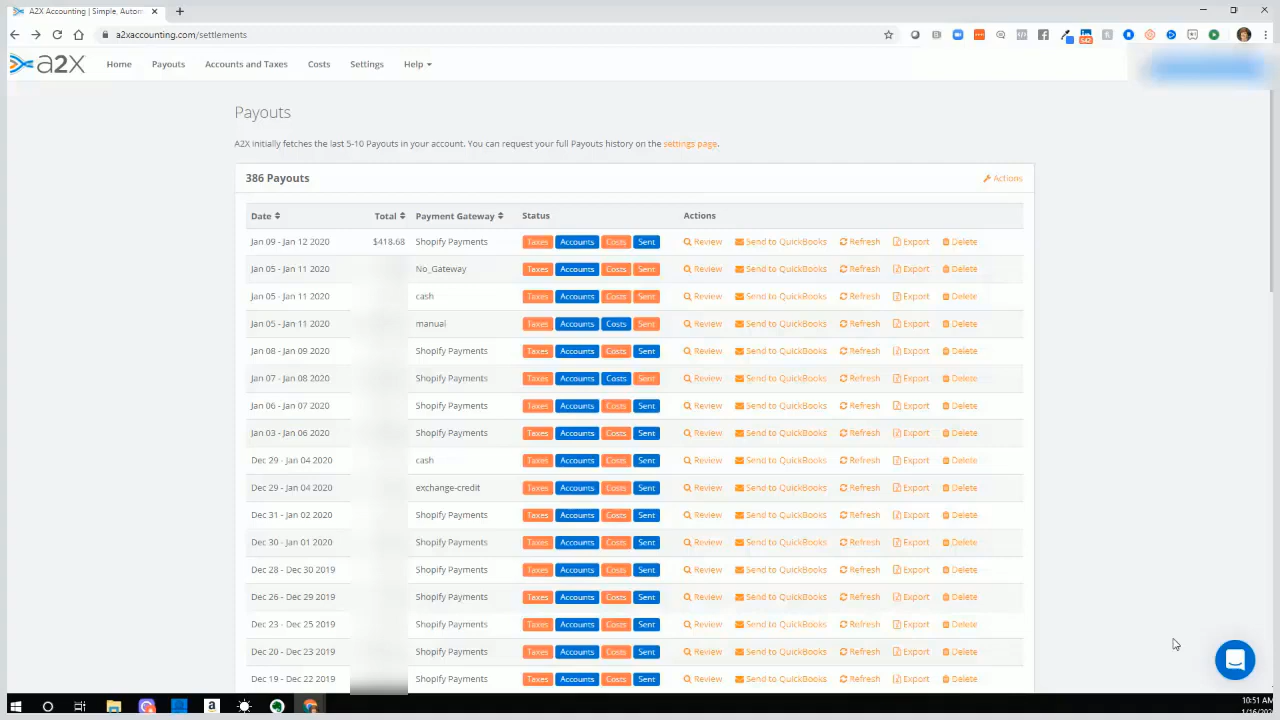 A2X Accounting | Simple, Autom
a2xaccounting.com/settlements
542
a2x Home Payouts Accounts and Taxes Costs Settings Help
Payouts
A2X initially fetches the last 5-10 Payouts in your account. You can request your full Payouts history on the settings page.
386 Payouts Actions
Date Total Payment Gateway Status Actions
Jan 09 - Jan 12 2020 $418.68 Shopify Payments Taxes Accounts Costs Sent Review Send to QuickBooks Refresh Export Delete
Jan 05 - Jan 11 2020 No_Gateway Taxes Accounts Costs Sent Review Send to QuickBooks Refresh Export Delete
Jan 05 - Jan 11 2020 cash Taxes Accounts Costs Sent Review Send to QuickBooks Refresh Export Delete
Jan 05 - Jan 11 2020 manual Taxes Accounts Costs Sent Review Send to QuickBooks Refresh Export Delete
Jan 08 - Jan 09 2020 Shopify Payments Taxes Accounts Costs Sent Review Send to QuickBooks Refresh Export Delete
Jan 07 - Jan 08 2020 Shopify Payments Taxes Accounts Costs Sent Review Send to QuickBooks Refresh Export Delete
Jan 06 - Jan 07 2020 Shopify Payments Taxes Accounts Costs Sent Review Send to QuickBooks Refresh Export Delete
Jan 03 - Jan 06 2020 Shopify Payments Taxes Accounts Costs Sent Review Send to QuickBooks Refresh Export Delete
Dec 29 - Jan 04 2020 cash Taxes Accounts Costs Sent Review Send to QuickBooks Refresh Export Delete
Dec 29 - Jan 04 2020 exchange-credit Taxes Accounts Costs Sent Review Send to QuickBooks Refresh Export Delete
Dec 31 - Jan 02 2020 Shopify Payments Taxes Accounts Costs Sent Review Send to QuickBooks Refresh Export Delete
Dec 30 - Jan 01 2020 Shopify Payments Taxes Accounts Costs Sent Review Send to QuickBooks Refresh Export Delete
Dec 28 - Dec 30 2019 Shopify Payments Taxes Accounts Costs Sent Review Send to QuickBooks Refresh Export Delete
Dec 26 - Dec 29 2019 Shopify Payments Taxes Accounts Costs Sent Review Send to QuickBooks Refresh Export Delete
Dec 23 - Dec 25 2019 Shopify Payments Taxes Accounts Costs Sent Review Send to QuickBooks Refresh Export Delete
Dec 20 - Dec 23 2019 Shopify Payments Taxes Accounts Costs Sent Review Send to QuickBooks Refresh Export Delete
Dec 19 - Dec 22 2019 Shopify Payments Taxes Accounts Costs Sent Review Send to QuickBooks Refresh Export Delete
10:51 AM